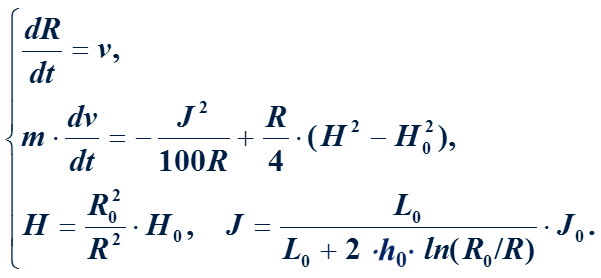 dR/dt = v,
m · dv/dt = − J²/100R + R/4 · (H² − H₀²),
H = R₀²/R² · H₀, J = L₀/(L₀ + 2 · h₀ · ln(R₀/R)) · J₀.